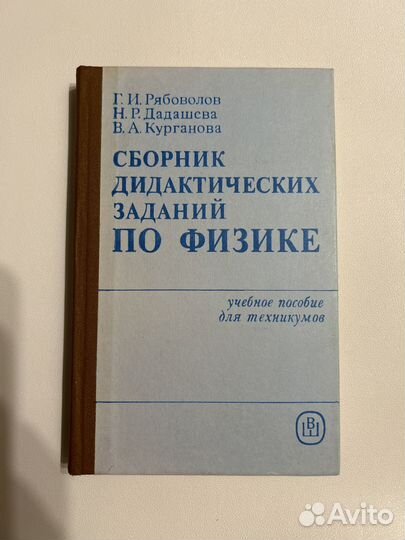 Г. И. Рябоволов
Н. Р. Дадашева
В. А. Курганова
СБОРНИК
ДИДАКТИЧЕСКИХ
ЗАДАНИЙ
ПО ФИЗИКЕ
учебное пособие
для техникумов
ВШ
Avito